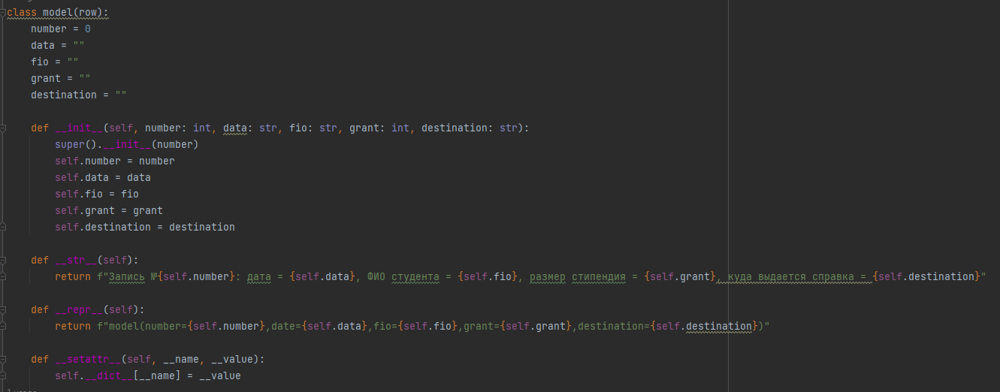 class model(row):
    number = 0
    data = ""
    fio = ""
    grant = ""
    destination = ""
    def __init__(self, number: int, data: str, fio: str, grant: int, destination: str):
        super().__init__(number)
        self.number = number
        self.data = data
        self.fio = fio
        self.grant = grant
        self.destination = destination
    def __str__(self):
        return f"Запись №{self.number}: дата = {self.data}, ФИО студента = {self.fio}, размер стипендия = {self.grant}, куда выдается справка = {self.destination}"
    def __repr__(self):
        return f"model(number={self.number},date={self.data},fio={self.fio},grant={self.grant},destination={self.destination})"
    def __setattr__(self, __name, __value):
        self.__dict__[__name] = __value